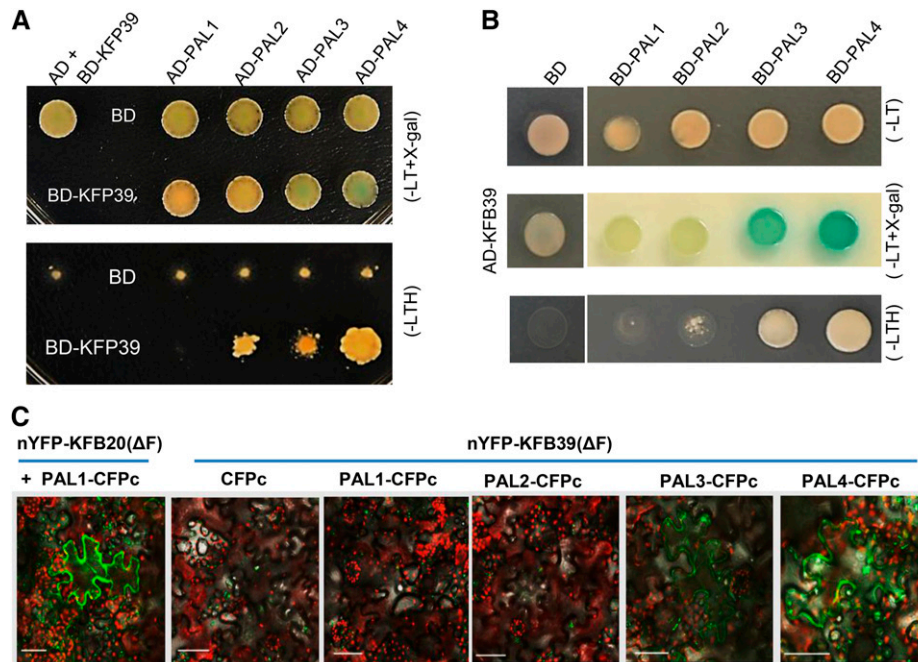 A
AD +
BD-KFP39
AD-PAL1
AD-PAL2
AD-PAL3
AD-PAL4
BD
BD-KFP39
(-LT+X-gal)
BD
BD-KFP39
(-LTH)
B
BD
BD-PAL1
BD-PAL2
BD-PAL3
BD-PAL4
(-LT)
AD-KFB39
(-LT+X-gal)
(-LTH)
C
nYFP-KFB20(ΔF)
nYFP-KFB39(ΔF)
+ PAL1-CFPc
CFPc
PAL1-CFPc
PAL2-CFPc
PAL3-CFPc
PAL4-CFPc